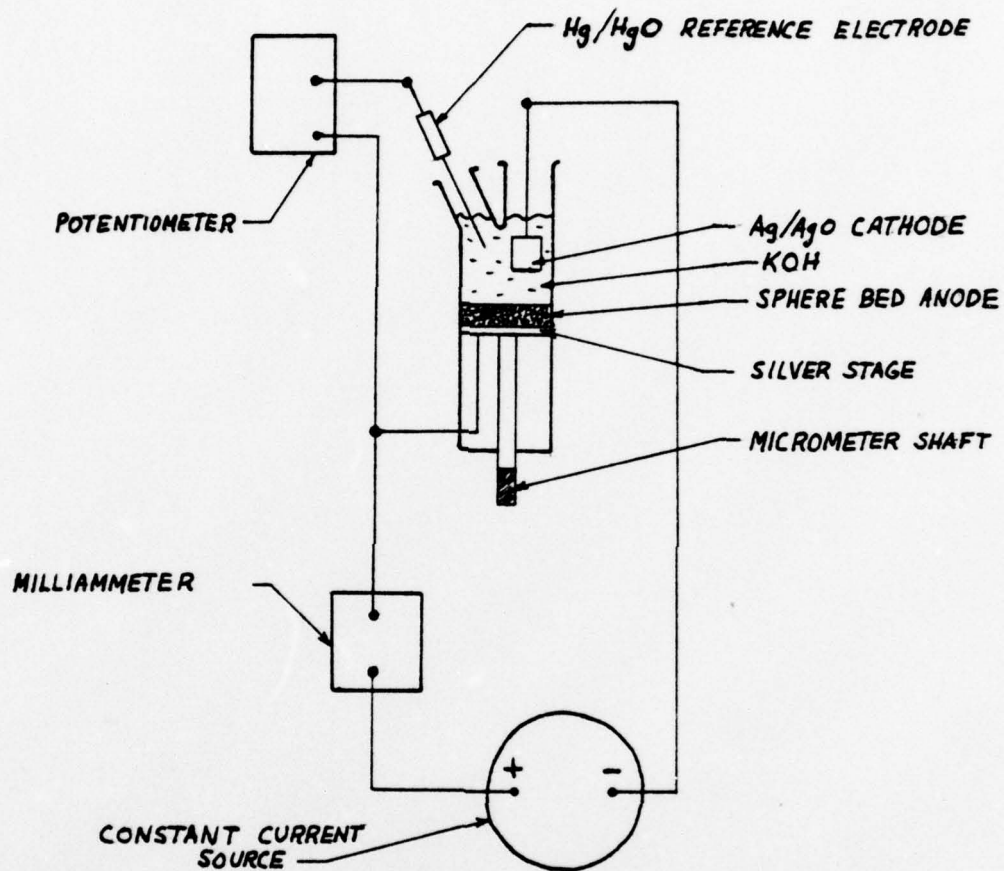 Hg/HgO REFERENCE ELECTRODE
POTENTIOMETER
Ag/AgO CATHODE
KOH
SPHERE BED ANODE
SILVER STAGE
MICROMETER SHAFT
MILLIAMMETER
+ -
CONSTANT CURRENT
SOURCE